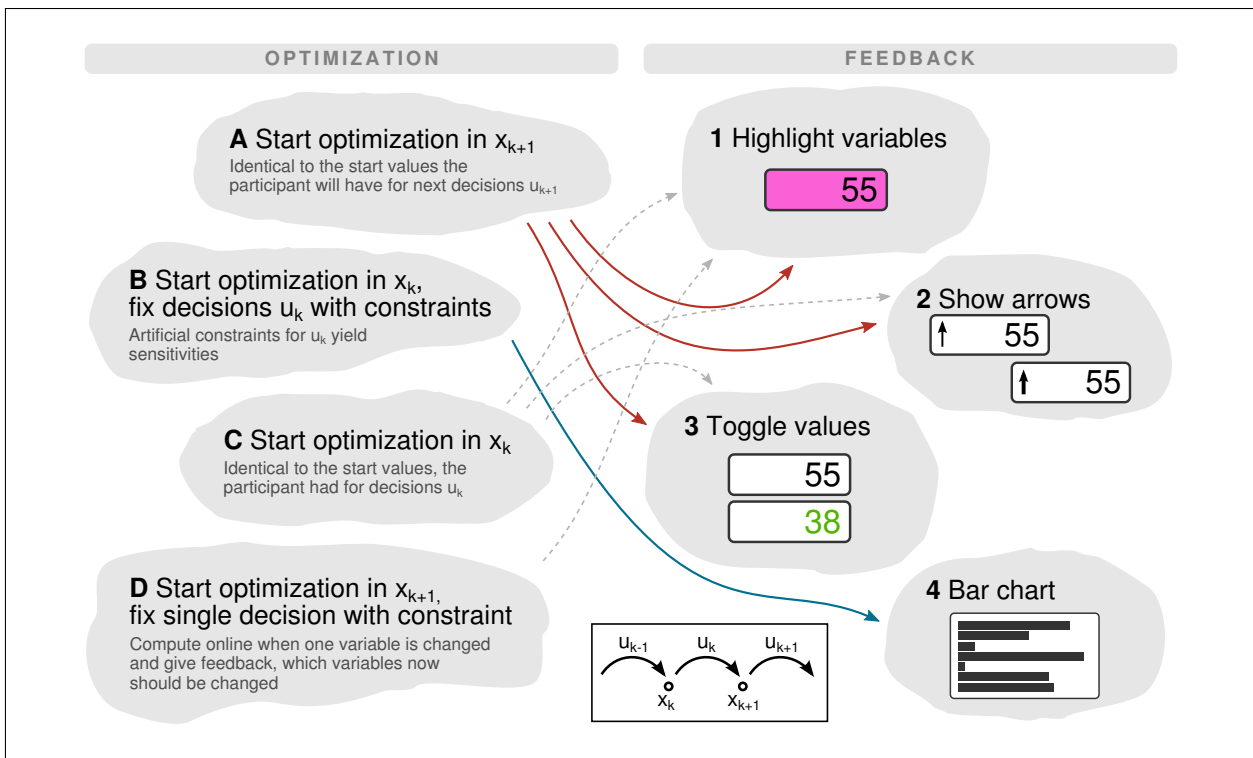 OPTIMIZATION
FEEDBACK
A Start optimization in xk+1
Identical to the start values the
participant will have for next decisions uk+1
B Start optimization in xk,
fix decisions uk with constraints
Artificial constraints for uk yield
sensitivities
C Start optimization in xk
Identical to the start values, the
participant had for decisions uk
D Start optimization in xk+1,
fix single decision with constraint
Compute online when one variable is changed
and give feedback, which variables now
should be changed
1 Highlight variables
55
2 Show arrows
55
55
3 Toggle values
55
38
4 Bar chart
uk-1 uk uk+1
xk xk+1